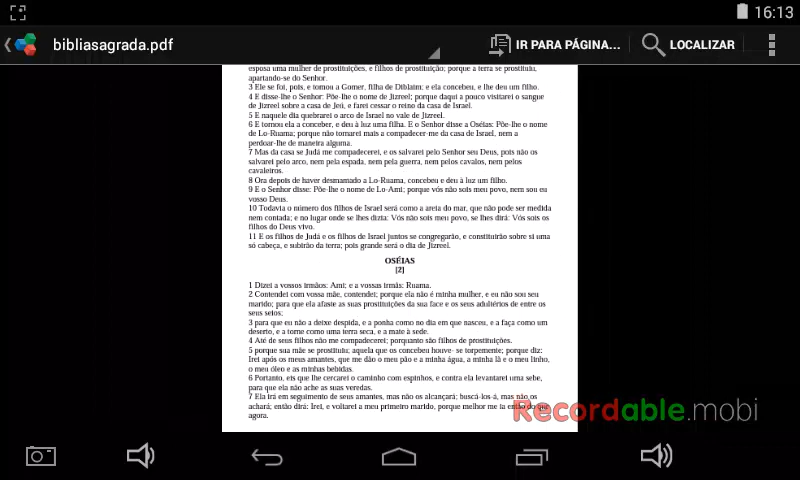 16:13
bibliasagrada.pdf
IR PARA PÁGINA...
LOCALIZAR
esposa uma mulher de prostituições, e filhos de prostituição; porque a terra se prostituiu,
apartando-se do Senhor.
3 Ele se foi, pois, e tomou a Gomer, filha de Diblaim; e ela concebeu, e lhe deu um filho.
4 E disse-lhe o Senhor: Põe-lhe o nome de Jizreel; porque daqui a pouco visitarei o sangue
de Jizreel sobre a casa de Jeú, e farei cessar o reino da casa de Israel.
5 E naquele dia quebrarei o arco de Israel no vale de Jizreel.
6 E tornou ela a conceber, e deu à luz uma filha. E o Senhor disse a Oséias: Põe-lhe o nome
de Lo-Ruama; porque não tornarei mais a compadecer-me da casa de Israel, nem a
perdoar-lhe de maneira alguma.
7 Mas da casa de Judá me compadecerei, e os salvarei pelo Senhor seu Deus, pois não os
salvarei pelo arco, nem pela espada, nem pela guerra, nem pelos cavalos, nem pelos
cavaleiros.
8 Ora depois de haver desmamado a Lo-Ruama, concebeu e deu à luz um filho.
9 E o Senhor disse: Põe-lhe o nome de Lo-Ami; porque vós não sois meu povo, nem sou eu
vosso Deus.
10 Todavia o número dos filhos de Israel será como a areia do mar, que não pode ser medida
nem contada; e no lugar onde se lhes dizia: Vós não sois meu povo, se lhes dirá: Vós sois os
filhos do Deus vivo.
11 E os filhos de Judá e os filhos de Israel juntos se congregarão, e constituirão sobre si uma
só cabeça, e subirão da terra; pois grande será o dia de Jizreel.
OSÉIAS
[2]
1 Dizei a vossos irmãos: Ami; e a vossas irmãs: Ruama.
2 Contendei com vossa mãe, contendei; porque ela não é minha mulher, e eu não sou seu
marido; para que ela afaste as suas prostituições da sua face e os seus adultérios de entre os
seus seios;
3 para que eu não a deixe despida, e a ponha como no dia em que nasceu, e a faça como um
deserto, e a torne como uma terra seca, e a mate à sede.
4 Até de seus filhos não me compadecerei; porquanto são filhos de prostituições.
5 porque sua mãe se prostituiu; aquela que os concebeu houve- se torpemente; porque diz:
Irei após os meus amantes, que me dão o meu pão e a minha água, a minha lã e o meu linho,
o meu óleo e as minhas bebidas.
6 Portanto, eis que lhe cercarei o caminho com espinhos, e contra ela levantarei uma sebe,
para que ela não ache as suas veredas.
7 Ela irá em seguimento de seus amantes, mas não os alcançará; buscá-los-á, mas não os
achará; então dirá: Irei, e voltarei a meu primeiro marido, porque melhor me ia então do que
agora.
Recordable.mobi